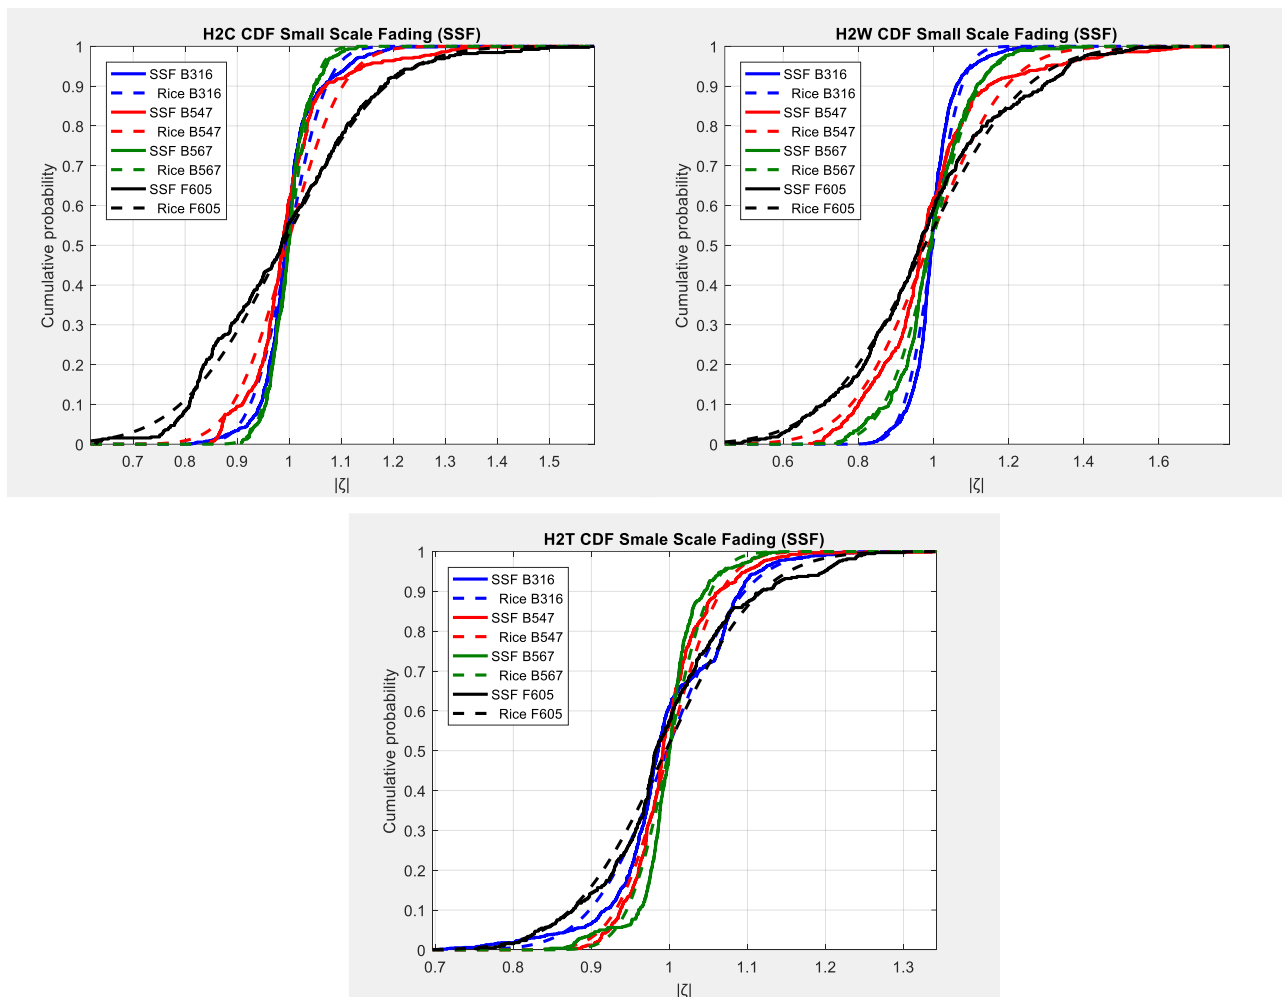 H2C CDF Small Scale Fading (SSF)
1
0.9
0.8
0.7
0.6
0.5
0.4
0.3
0.2
0.1
0
Cumulative probability
SSF B316
Rice B316
SSF B547
Rice B547
SSF B567
Rice B567
SSF F605
Rice F605
0.7 0.8 0.9 1 1.1 1.2 1.3 1.4 1.5
|ζ|
H2W CDF Small Scale Fading (SSF)
1
0.9
0.8
0.7
0.6
0.5
0.4
0.3
0.2
0.1
0
Cumulative probability
SSF B316
Rice B316
SSF B547
Rice B547
SSF B567
Rice B567
SSF F605
Rice F605
0.6 0.8 1 1.2 1.4 1.6
|ζ|
H2T CDF Smale Scale Fading (SSF)
1
0.9
0.8
0.7
0.6
0.5
0.4
0.3
0.2
0.1
0
Cumulative probability
SSF B316
Rice B316
SSF B547
Rice B547
SSF B567
Rice B567
SSF F605
Rice F605
0.7 0.8 0.9 1 1.1 1.2 1.3
|ζ|